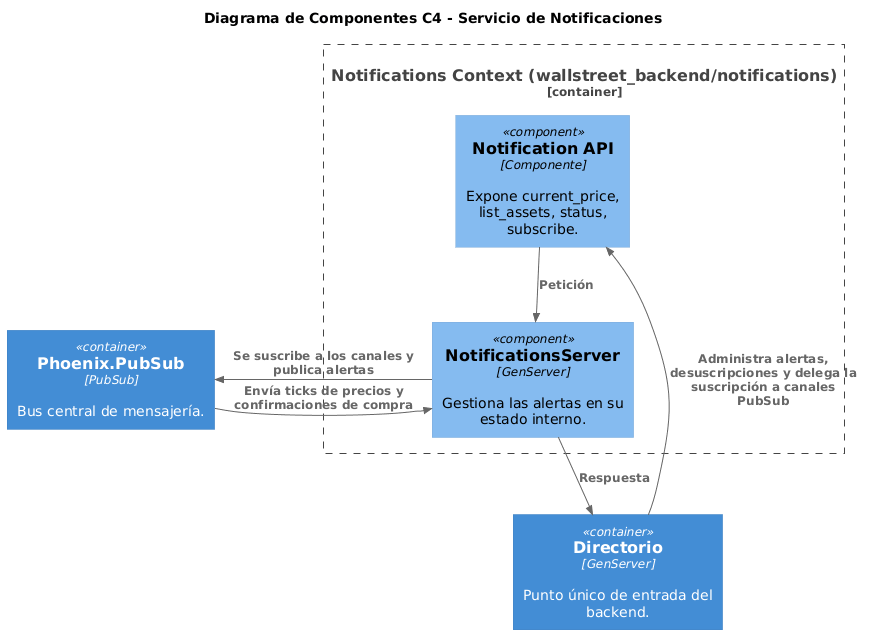 Diagrama de Componentes C4 - Servicio de Notificaciones
Notifications Context (wallstreet_backend/notifications)
[container]
«component»
Notification API
[Componente]
Expone current_price,
list_assets, status,
subscribe.
Petición
«component»
NotificationsServer
[GenServer]
Gestiona las alertas en su
estado interno.
«container»
Phoenix.PubSub
[PubSub]
Bus central de mensajería.
Se suscribe a los canales y
publica alertas
Envía ticks de precios y
confirmaciones de compra
Administra alertas,
desuscripciones y delega la
suscripción a canales
PubSub
Respuesta
«container»
Directorio
[GenServer]
Punto único de entrada del
backend.